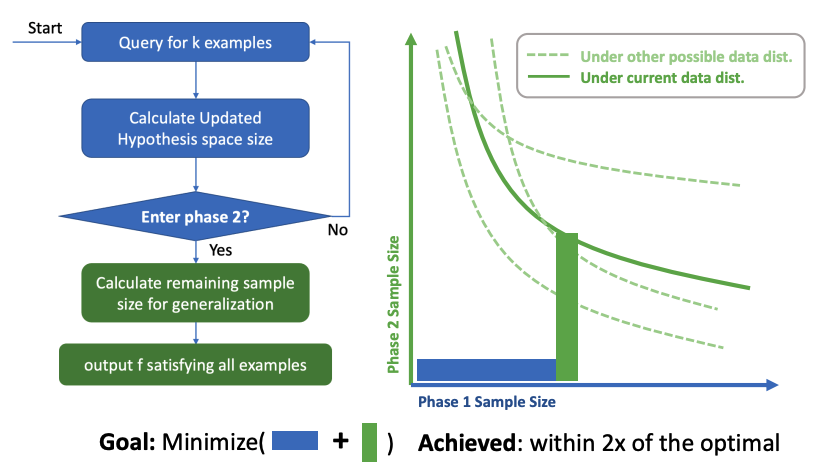 Start
Query for k examples
Calculate Updated
Hypothesis space size
Enter phase 2?
No
Yes
Calculate remaining sample
size for generalization
output f satisfying all examples
Under other possible data dist.
Under current data dist.
Phase 2 Sample Size
Phase 1 Sample Size
Goal: Minimize( + ) Achieved: within 2x of the optimal